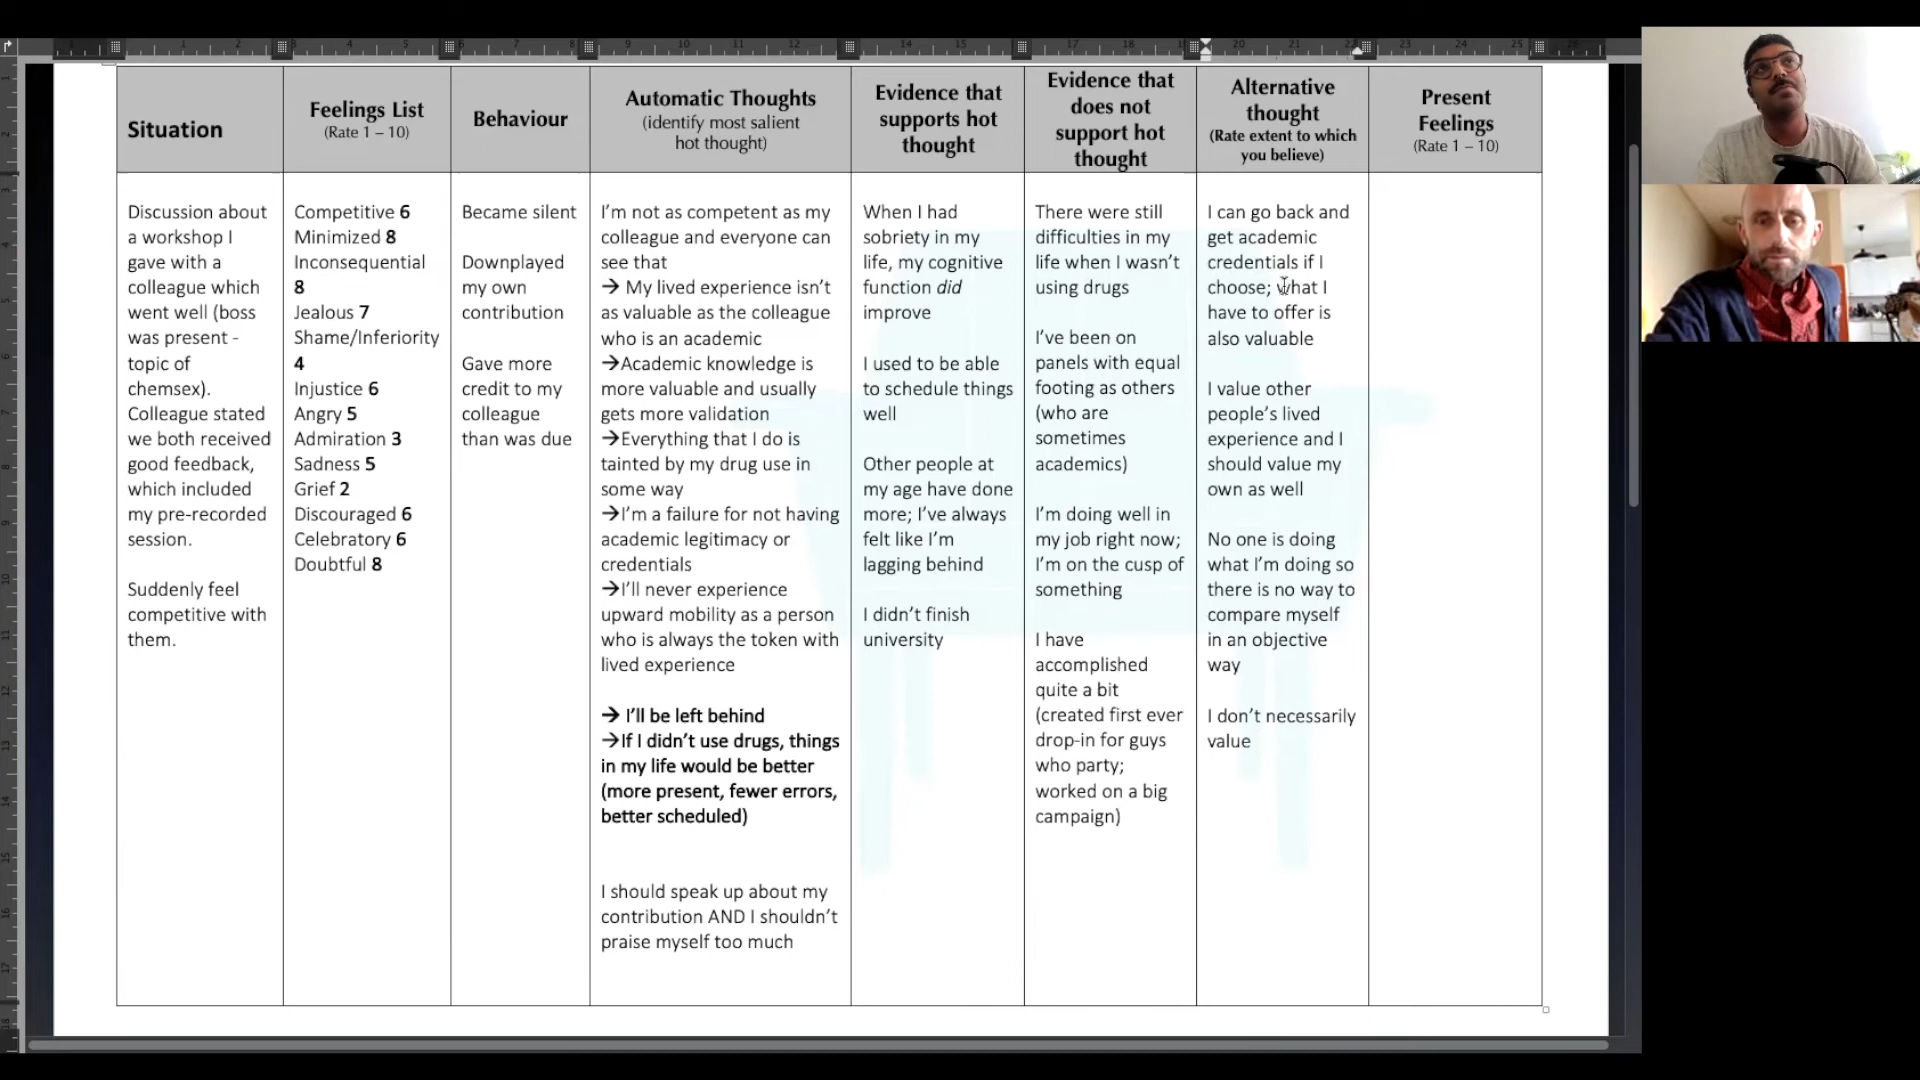 Situation
Feelings List
(Rate 1 – 10)
Behaviour
Automatic Thoughts
(identify most salient
hot thought)
Evidence that
supports hot
thought
Evidence that
does not
support hot
thought
Alternative
thought
(Rate extent to which
you believe)
Present
Feelings
(Rate 1 – 10)
Discussion about
a workshop I
gave with a
colleague which
went well (boss
was present -
topic of
chemsex).
Colleague stated
we both received
good feedback,
which included
my pre-recorded
session.
Suddenly feel
competitive with
them.
Competitive 6
Minimized 8
Inconsequential
8
Jealous 7
Shame/Inferiority
4
Injustice 6
Angry 5
Admiration 3
Sadness 5
Grief 2
Discouraged 6
Celebratory 6
Doubtful 8
Became silent
Downplayed
my own
contribution
Gave more
credit to my
colleague
than was due
I'm not as competent as my
colleague and everyone can
see that
→ My lived experience isn't
as valuable as the colleague
who is an academic
→Academic knowledge is
more valuable and usually
gets more validation
→Everything that I do is
tainted by my drug use in
some way
→I'm a failure for not having
academic legitimacy or
credentials
→I'll never experience
upward mobility as a person
who is always the token with
lived experience
→ I'll be left behind
→If I didn't use drugs, things
in my life would be better
(more present, fewer errors,
better scheduled)
I should speak up about my
contribution AND I shouldn't
praise myself too much
When I had
sobriety in my
life, my cognitive
function did
improve
I used to be able
to schedule things
well
Other people at
my age have done
more; I've always
felt like I'm
lagging behind
I didn't finish
university
There were still
difficulties in my
life when I wasn't
using drugs
I've been on
panels with equal
footing as others
(who are
sometimes
academics)
I'm doing well in
my job right now;
I'm on the cusp of
something
I have
accomplished
quite a bit
(created first ever
drop-in for guys
who party;
worked on a big
campaign)
I can go back and
get academic
credentials if I
choose; what I
have to offer is
also valuable
I value other
people's lived
experience and I
should value my
own as well
No one is doing
what I'm doing so
there is no way to
compare myself
in an objective
way
I don't necessarily
value